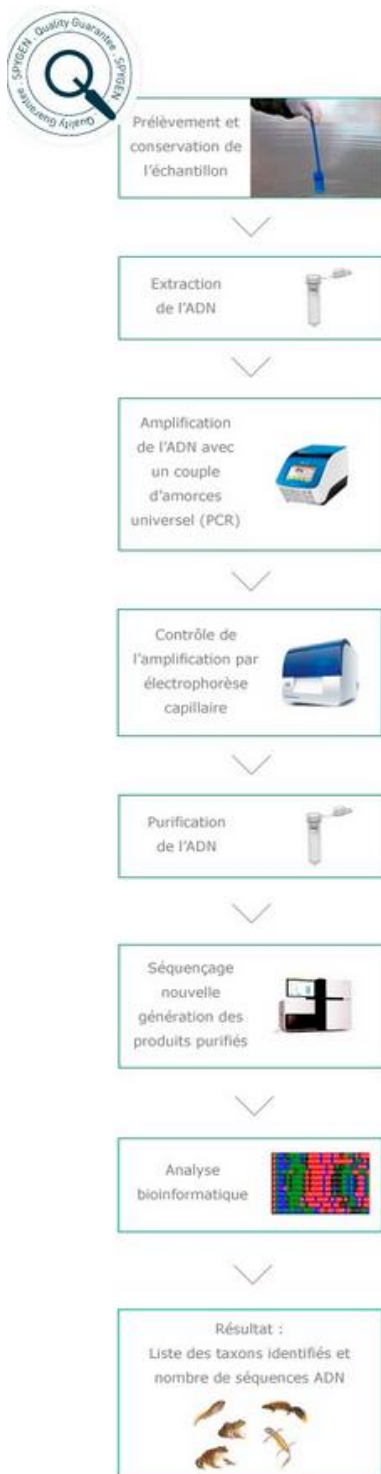 SPYGEN . Quality Guarantee . SPYGEN . Quality Guarantee .
Prélèvement et
conservation de
l'échantillon
Extraction
de l'ADN
Amplification
de l'ADN avec
un couple
d'amorces
universel (PCR)
Contrôle de
l'amplification par
électrophorèse
capillaire
Purification
de l'ADN
Séquençage
nouvelle
génération des
produits purifiés
Analyse
bioinformatique
Résultat :
Liste des taxons identifiés et
nombre de séquences ADN